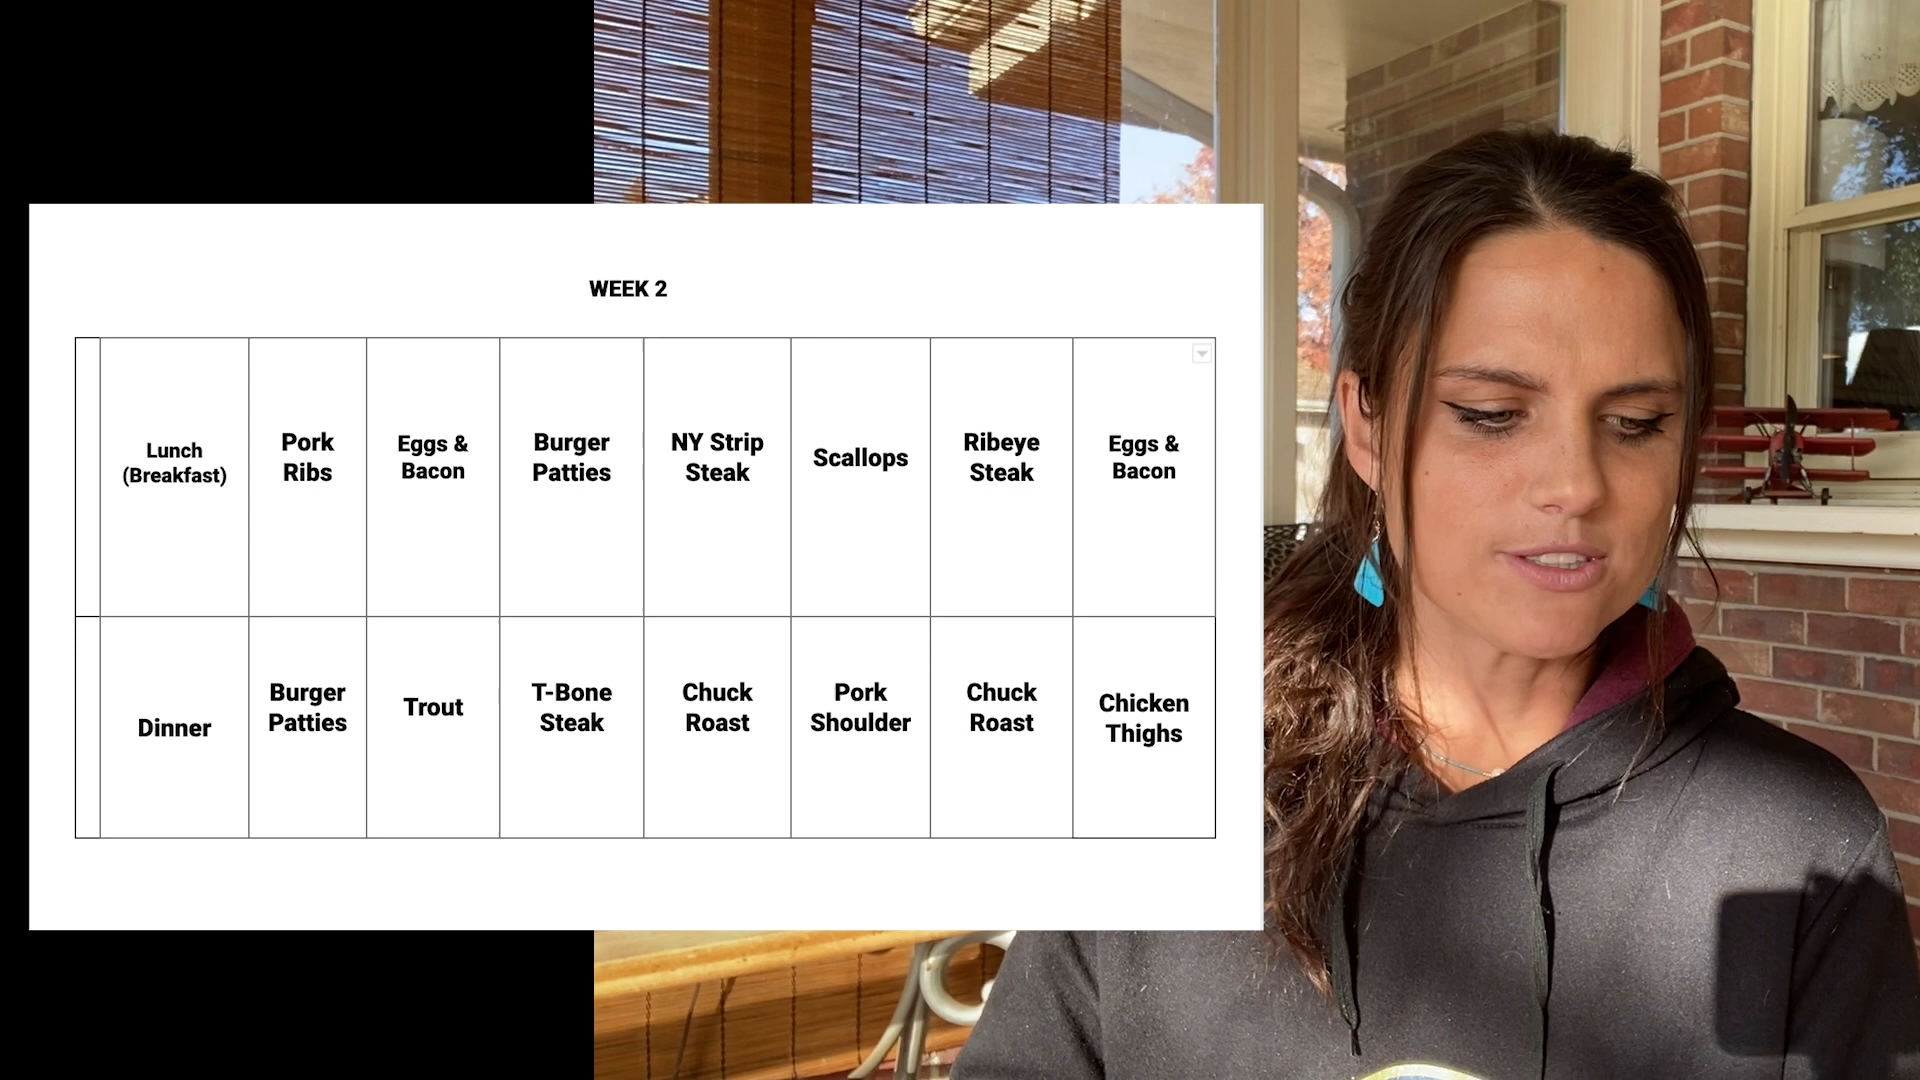 WEEK 2
Lunch
(Breakfast)
Pork
Ribs
Eggs &
Bacon
Burger
Patties
NY Strip
Steak
Scallops
Ribeye
Steak
Eggs &
Bacon
Dinner
Burger
Patties
Trout
T-Bone
Steak
Chuck
Roast
Pork
Shoulder
Chuck
Roast
Chicken
Thighs